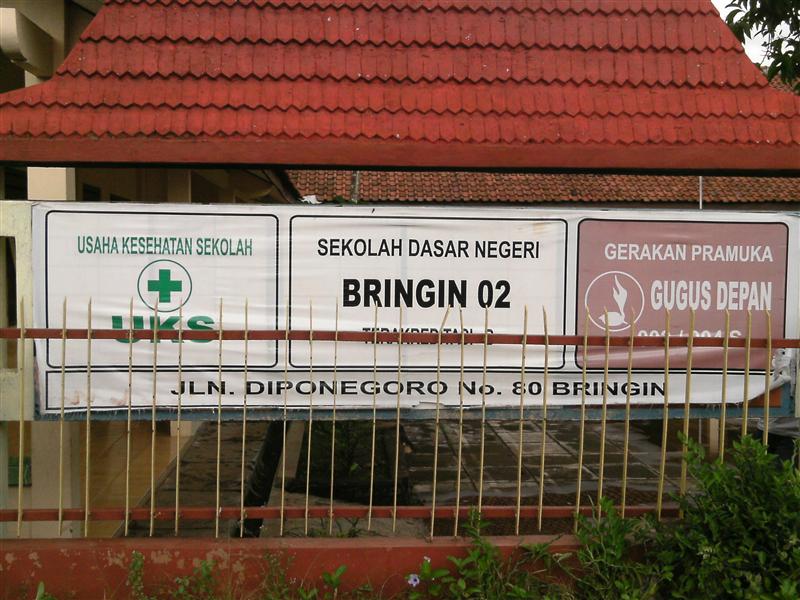 USAHA KESEHATAN SEKOLAH
UKS
SEKOLAH DASAR NEGERI
BRINGIN 02
GERAKAN PRAMUKA
GUGUS DEPAN
JLN. DIPONEGORO No. 80 BRINGIN